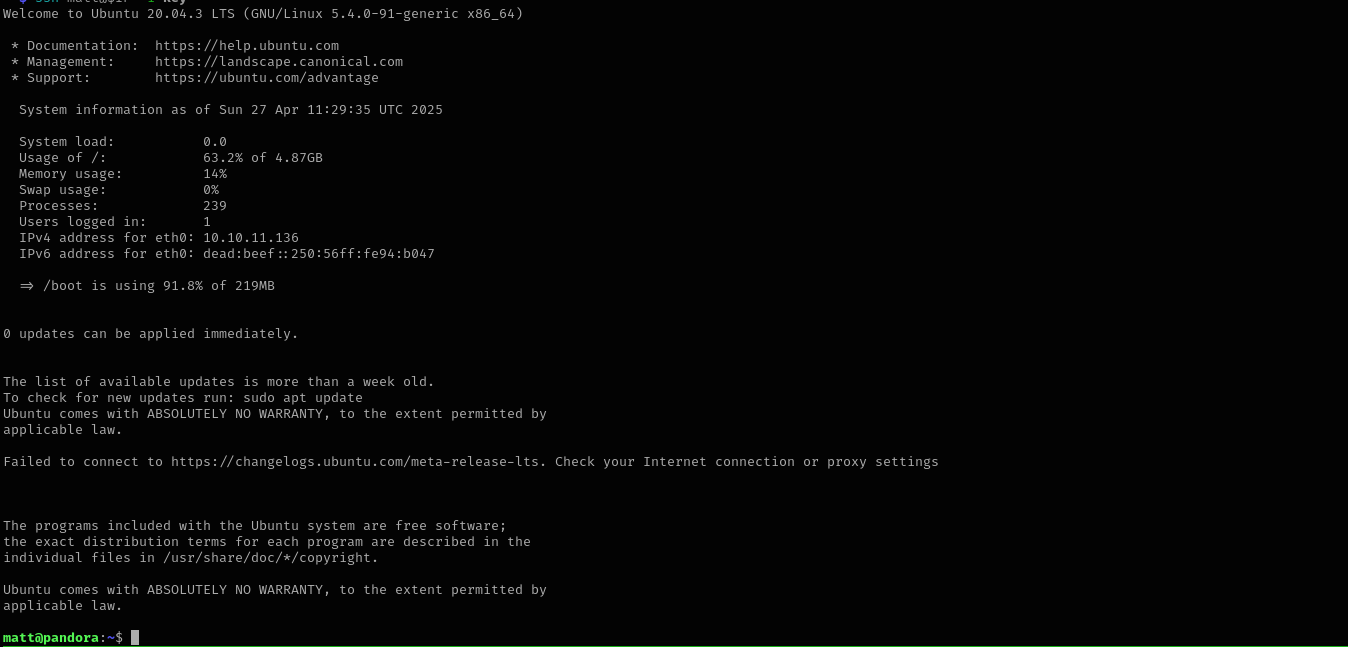 Welcome to Ubuntu 20.04.3 LTS (GNU/Linux 5.4.0-91-generic x86_64)
* Documentation:  https://help.ubuntu.com
* Management:     https://landscape.canonical.com
* Support:        https://ubuntu.com/advantage
System information as of Sun 27 Apr 11:29:35 UTC 2025
System load:           0.0
Usage of /:            63.2% of 4.87GB
Memory usage:          14%
Swap usage:            0%
Processes:             239
Users logged in:       1
IPv4 address for eth0: 10.10.11.136
IPv6 address for eth0: dead:beef::250:56ff:fe94:b047
=> /boot is using 91.8% of 219MB
0 updates can be applied immediately.
The list of available updates is more than a week old.
To check for new updates run: sudo apt update
Ubuntu comes with ABSOLUTELY NO WARRANTY, to the extent permitted by
applicable law.
Failed to connect to https://changelogs.ubuntu.com/meta-release-lts. Check your Internet connection or proxy settings
The programs included with the Ubuntu system are free software;
the exact distribution terms for each program are described in the
individual files in /usr/share/doc/*/copyright.
Ubuntu comes with ABSOLUTELY NO WARRANTY, to the extent permitted by
applicable law.
matt@pandora:~$